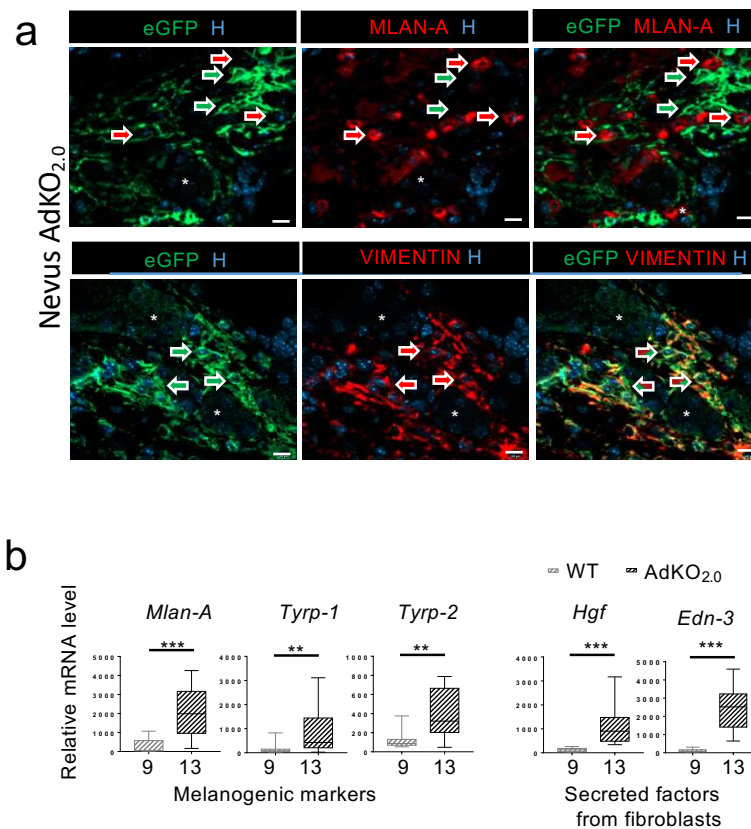 a
eGFP H
MLAN-A H
eGFP MLAN-A H
Nevus AdKO2.0
* * *
eGFP H
VIMENTIN H
eGFP VIMENTIN H
* * *
* * *
b
WT AdKO2.0
Relative mRNA level
Mlan-A
***
5000
4000
3000
2000
1000
0
9 13
Tyrp-1
**
4000
3000
2000
1000
0
9 13
Tyrp-2
**
1000
800
600
400
200
0
9 13
Melanogenic markers
Hgf
***
4000
3000
2000
1000
0
9 13
Edn-3
***
5000
4000
3000
2000
1000
0
9 13
Secreted factors
from fibroblasts